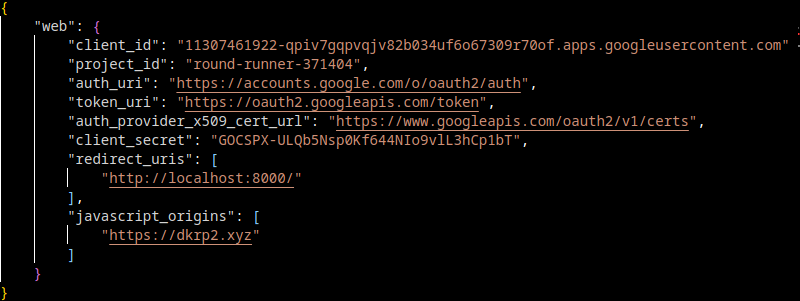 {
"web": {
"client_id": "11307461922-qpiv7gqpvqjv82b034uf6o67309r70of.apps.googleusercontent.com"
"project_id": "round-runner-371404",
"auth_uri": "https://accounts.google.com/o/oauth2/auth",
"token_uri": "https://oauth2.googleapis.com/token",
"auth_provider_x509_cert_url": "https://www.googleapis.com/oauth2/v1/certs",
"client_secret": "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",
"redirect_uris": [
"http://localhost:8000/"
],
"javascript_origins": [
"https://dkrp2.xyz"
]
}
}